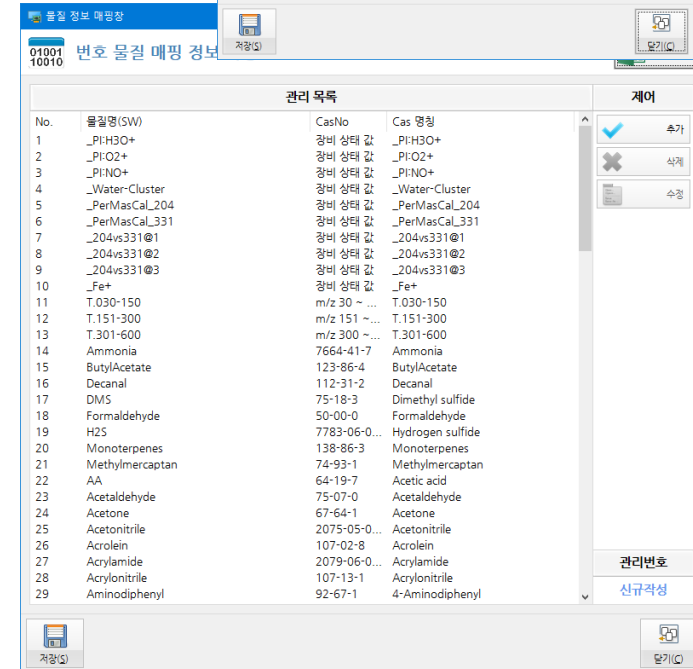 물질 정보 매핑창
저장(S)
닫기(C)
01001
10010
번호 물질 매핑 정보
관리 목록
제어
No. 물질명(SW) CasNo Cas 명칭
1 _PI:H3O+ 장비 상태 값 _PI:H3O+
2 _PI:O2+ 장비 상태 값 _PI:O2+
3 _PI:NO+ 장비 상태 값 _PI:NO+
4 _Water-Cluster 장비 상태 값 _Water-Cluster
5 _PerMasCal_204 장비 상태 값 _PerMasCal_204
6 _PerMasCal_331 장비 상태 값 _PerMasCal_331
7 _204vs331@1 장비 상태 값 _204vs331@1
8 _204vs331@2 장비 상태 값 _204vs331@2
9 _204vs331@3 장비 상태 값 _204vs331@3
10 _Fe+ 장비 상태 값 _Fe+
11 T.030-150 m/z 30 ~ ... T.030-150
12 T.151-300 m/z 151 ~... T.151-300
13 T.301-600 m/z 300 ~... T.301-600
14 Ammonia 7664-41-7 Ammonia
15 ButylAcetate 123-86-4 ButylAcetate
16 Decanal 112-31-2 Decanal
17 DMS 75-18-3 Dimethyl sulfide
18 Formaldehyde 50-00-0 Formaldehyde
19 H2S 7783-06-0... Hydrogen sulfide
20 Monoterpenes 138-86-3 Monoterpenes
21 Methylmercaptan 74-93-1 Methylmercaptan
22 AA 64-19-7 Acetic acid
23 Acetaldehyde 75-07-0 Acetaldehyde
24 Acetone 67-64-1 Acetone
25 Acetonitrile 2075-05-0... Acetonitrile
26 Acrolein 107-02-8 Acrolein
27 Acrylamide 2079-06-0... Acrylamide
28 Acrylonitrile 107-13-1 Acrylonitrile
29 Aminodiphenyl 92-67-1 4-Aminodiphenyl
추가
삭제
수정
관리번호
신규작성
저장(S)
닫기(C)